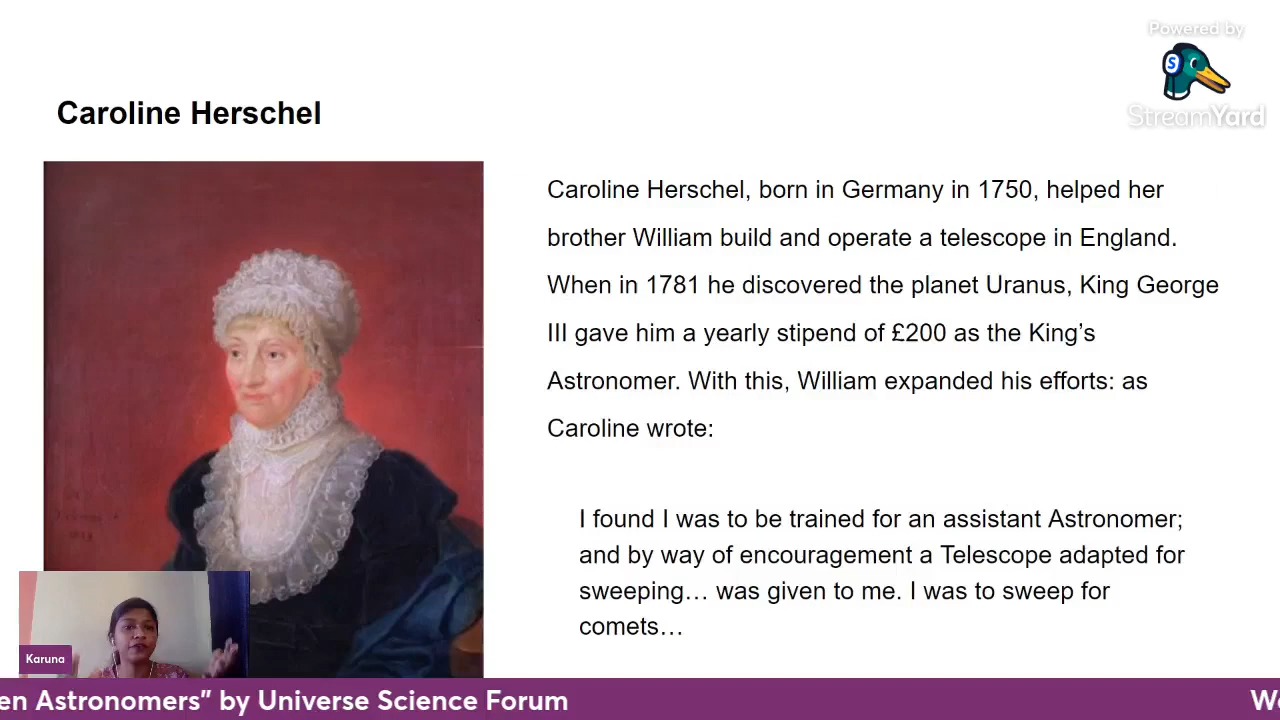 Powered by
S
StreamYard
Caroline Herschel
Caroline Herschel, born in Germany in 1750, helped her
brother William build and operate a telescope in England.
When in 1781 he discovered the planet Uranus, King George
III gave him a yearly stipend of £200 as the King’s
Astronomer. With this, William expanded his efforts: as
Caroline wrote:
I found I was to be trained for an assistant Astronomer;
and by way of encouragement a Telescope adapted for
sweeping… was given to me. I was to sweep for
comets…
Karuna
en Astronomers” by Universe Science Forum